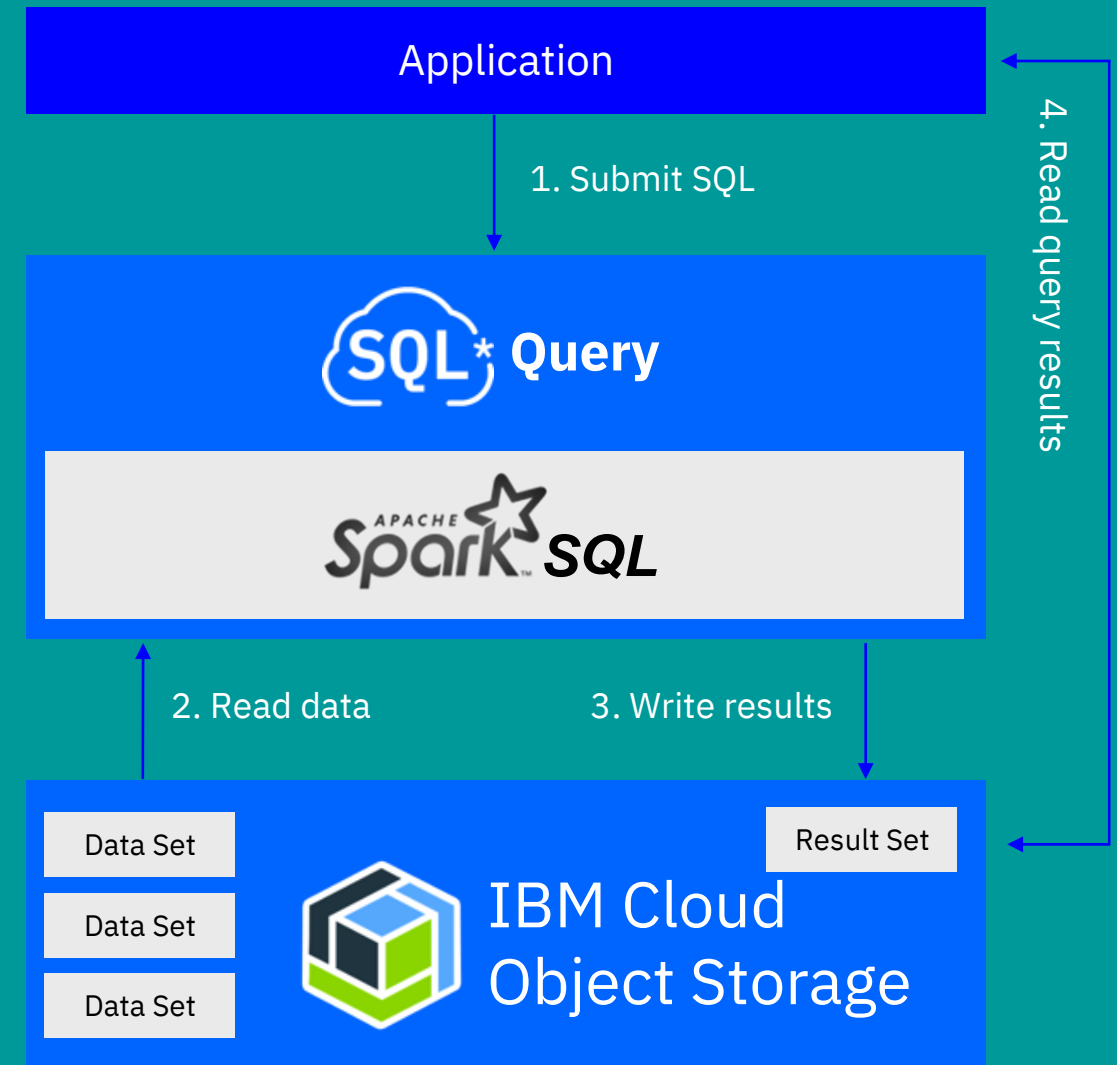 Application
1. Submit SQL
4. Read query results
SQL* Query
APACHE
Spark™ SQL
2. Read data
3. Write results
Data Set
Data Set
Data Set
Result Set
IBM Cloud
Object Storage